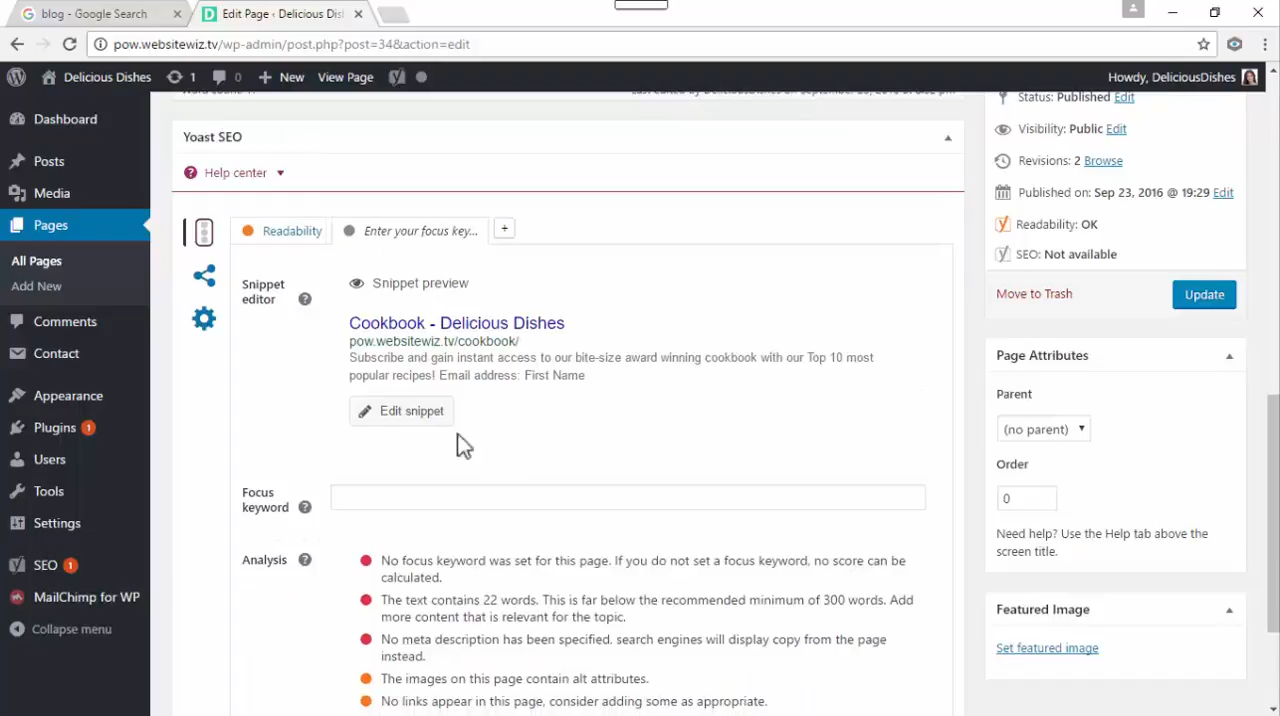 blog - Google Search
Edit Page ‹ Delicious Dis
pow.websitewiz.tv/wp-admin/post.php?post=34&action=edit
Delicious Dishes 1 0 New View Page Howdy, DeliciousDishes
Dashboard
Posts
Media
Pages
All Pages
Add New
Comments
Contact
Appearance
Plugins 1
Users
Tools
Settings
SEO 1
MailChimp for WP
Collapse menu
Yoast SEO
Help center
Readability Enter your focus key... +
Snippet editor
Snippet preview
Cookbook - Delicious Dishes
pow.websitewiz.tv/cookbook/
Subscribe and gain instant access to our bite-size award winning cookbook with our Top 10 most
popular recipes! Email address: First Name
Edit snippet
Focus
keyword
Analysis
No focus keyword was set for this page. If you do not set a focus keyword, no score can be
calculated.
The text contains 22 words. This is far below the recommended minimum of 300 words. Add
more content that is relevant for the topic.
No meta description has been specified. search engines will display copy from the page
instead.
The images on this page contain alt attributes.
No links appear in this page, consider adding some as appropriate.
Status: Published Edit
Visibility: Public Edit
Revisions: 2 Browse
Published on: Sep 23, 2016 @ 19:29 Edit
Readability: OK
SEO: Not available
Move to Trash
Update
Page Attributes
Parent
(no parent)
Order
0
Need help? Use the Help tab above the
screen title.
Featured Image
Set featured image